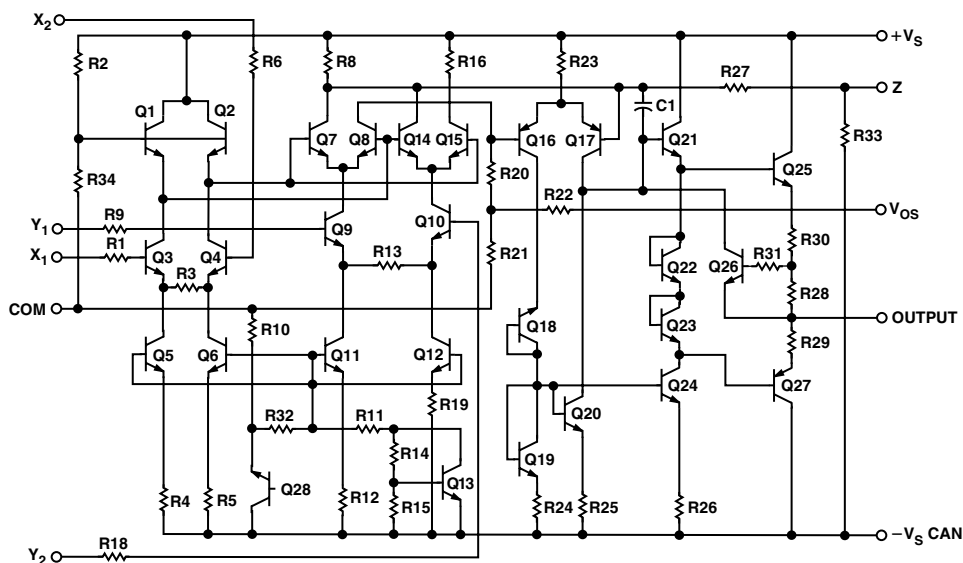 X2
R2
R6
R8
R16
R23
+VS
R27
Z
Q1
Q2
C1
Q7
Q8
Q14
Q15
Q16
Q17
Q21
R33
R34
R20
Q25
Y1
R9
Q9
Q10
R22
VOS
X1
R1
Q3
Q4
R3
R13
R21
Q22
Q26
R31
R30
R28
COM
R10
Q18
Q23
OUTPUT
Q5
Q6
Q11
Q12
R29
R19
Q24
Q27
R32
R11
Q20
R14
Q19
Q28
Q13
R4
R5
R12
R15
R24
R25
R26
−VS CAN
Y2
R18